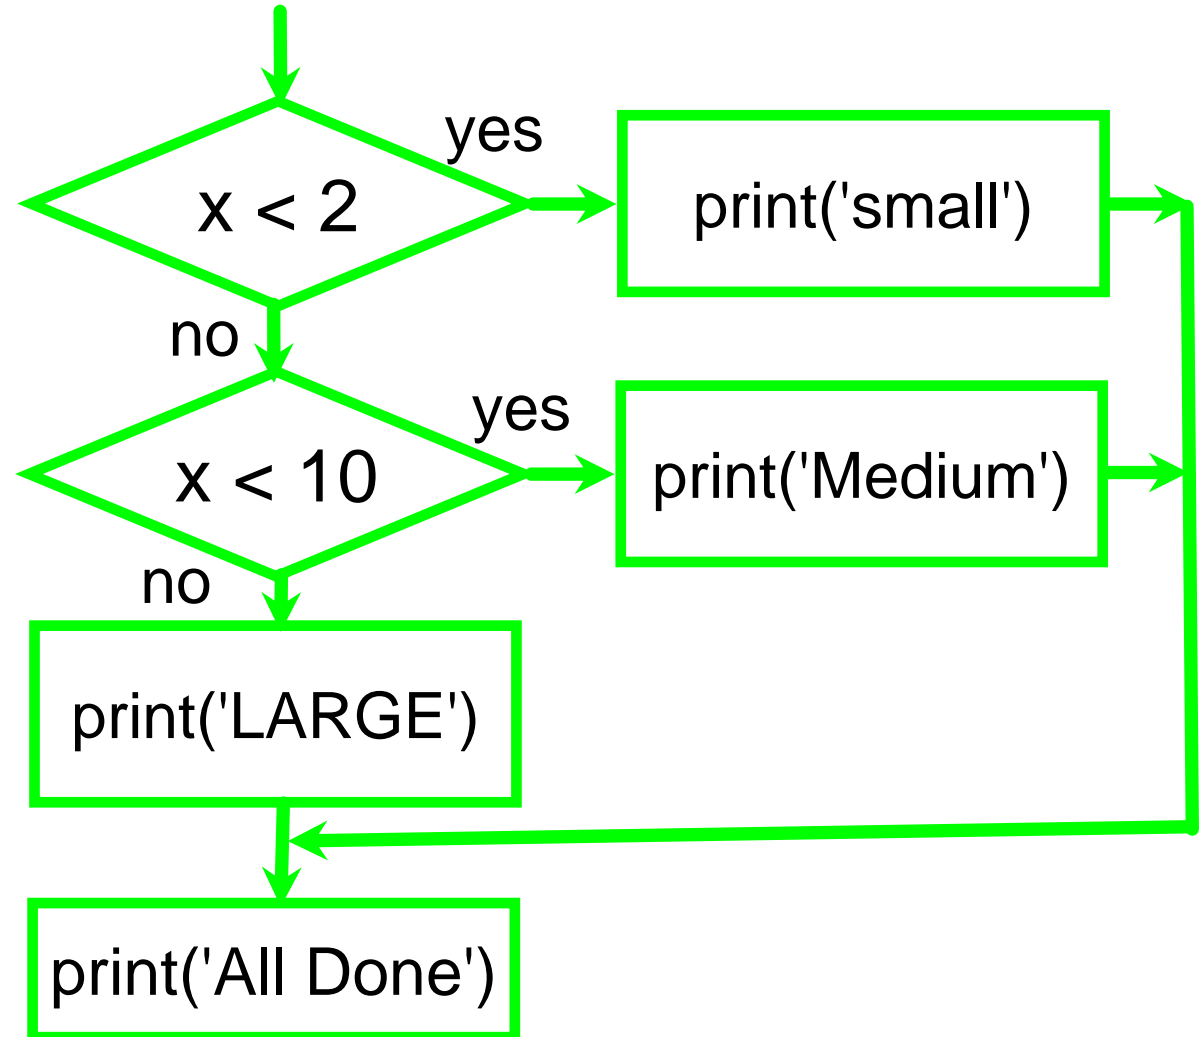 yes
x < 2
print('small')
no
yes
x < 10
print('Medium')
no
print('LARGE')
print('All Done')